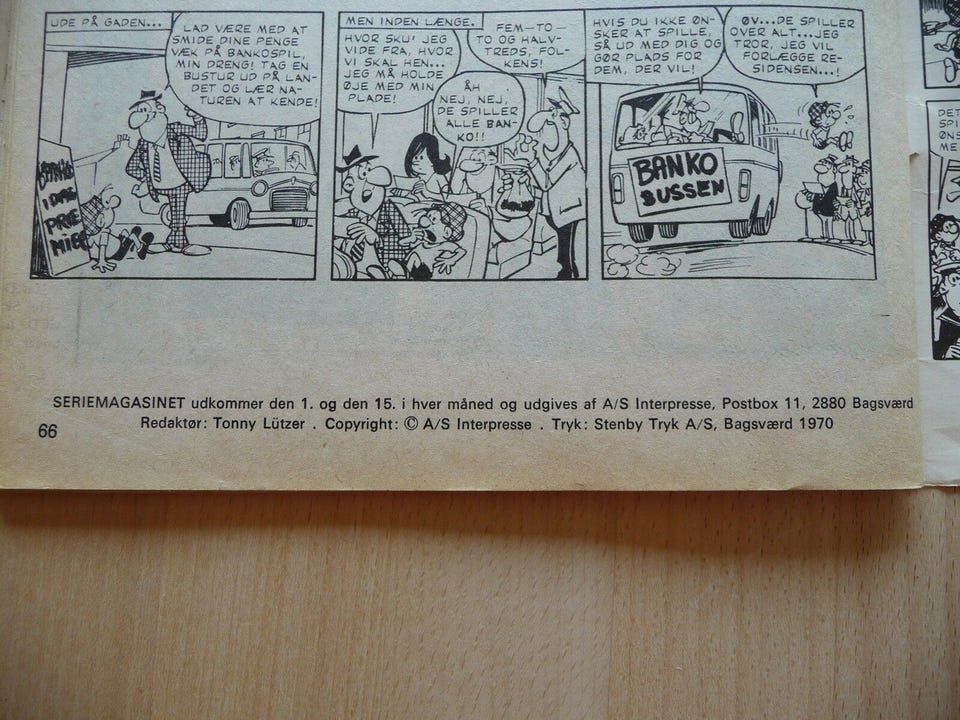 UDE PÅ GADEN...
LAD VÆRE MED AT
SMIDE DINE PENGE
VÆK PÅ BANKOSPIL,
MIN DRENG! TAG EN
BUSTUR UD PÅ LAN-
DET OG LÆR NA-
TUREN AT KENDE!
BANKO
I DAG
PRÆ
MIER
MEN INDEN LÆNGE.
HVOR SKU' JEG
VIDE FRA, HVOR
VI SKAL HEN...
JEG MÅ HOLDE
ØJE MED MIN
PLADE!
FEM-TO-
TO OG HALV-
TREDS, FOL-
KENS!
ÅH
NEJ, NEJ,
DE SPILLER
ALLE BAN-
KO!!
HVIS DU IKKE ØN-
SKER AT SPILLE,
SÅ UD MED DIG OG
GØR PLADS FOR
DEM, DER VIL!
ØV...DE SPILLER
OVER ALT...JEG
TROR, JEG VIL
FORLÆGGE RE-
SIDENSEN...!
BANKO
BUSSEN
DET
SPI
ØNS
ME
SERIEMAGASINET udkommer den 1. og den 15. i hver måned og udgives af A/S Interpresse, Postbox 11, 2880 Bagsværd
Redaktør: Tonny Lützer . Copyright: © A/S Interpresse . Tryk: Stenby Tryk A/S, Bagsværd 1970
66